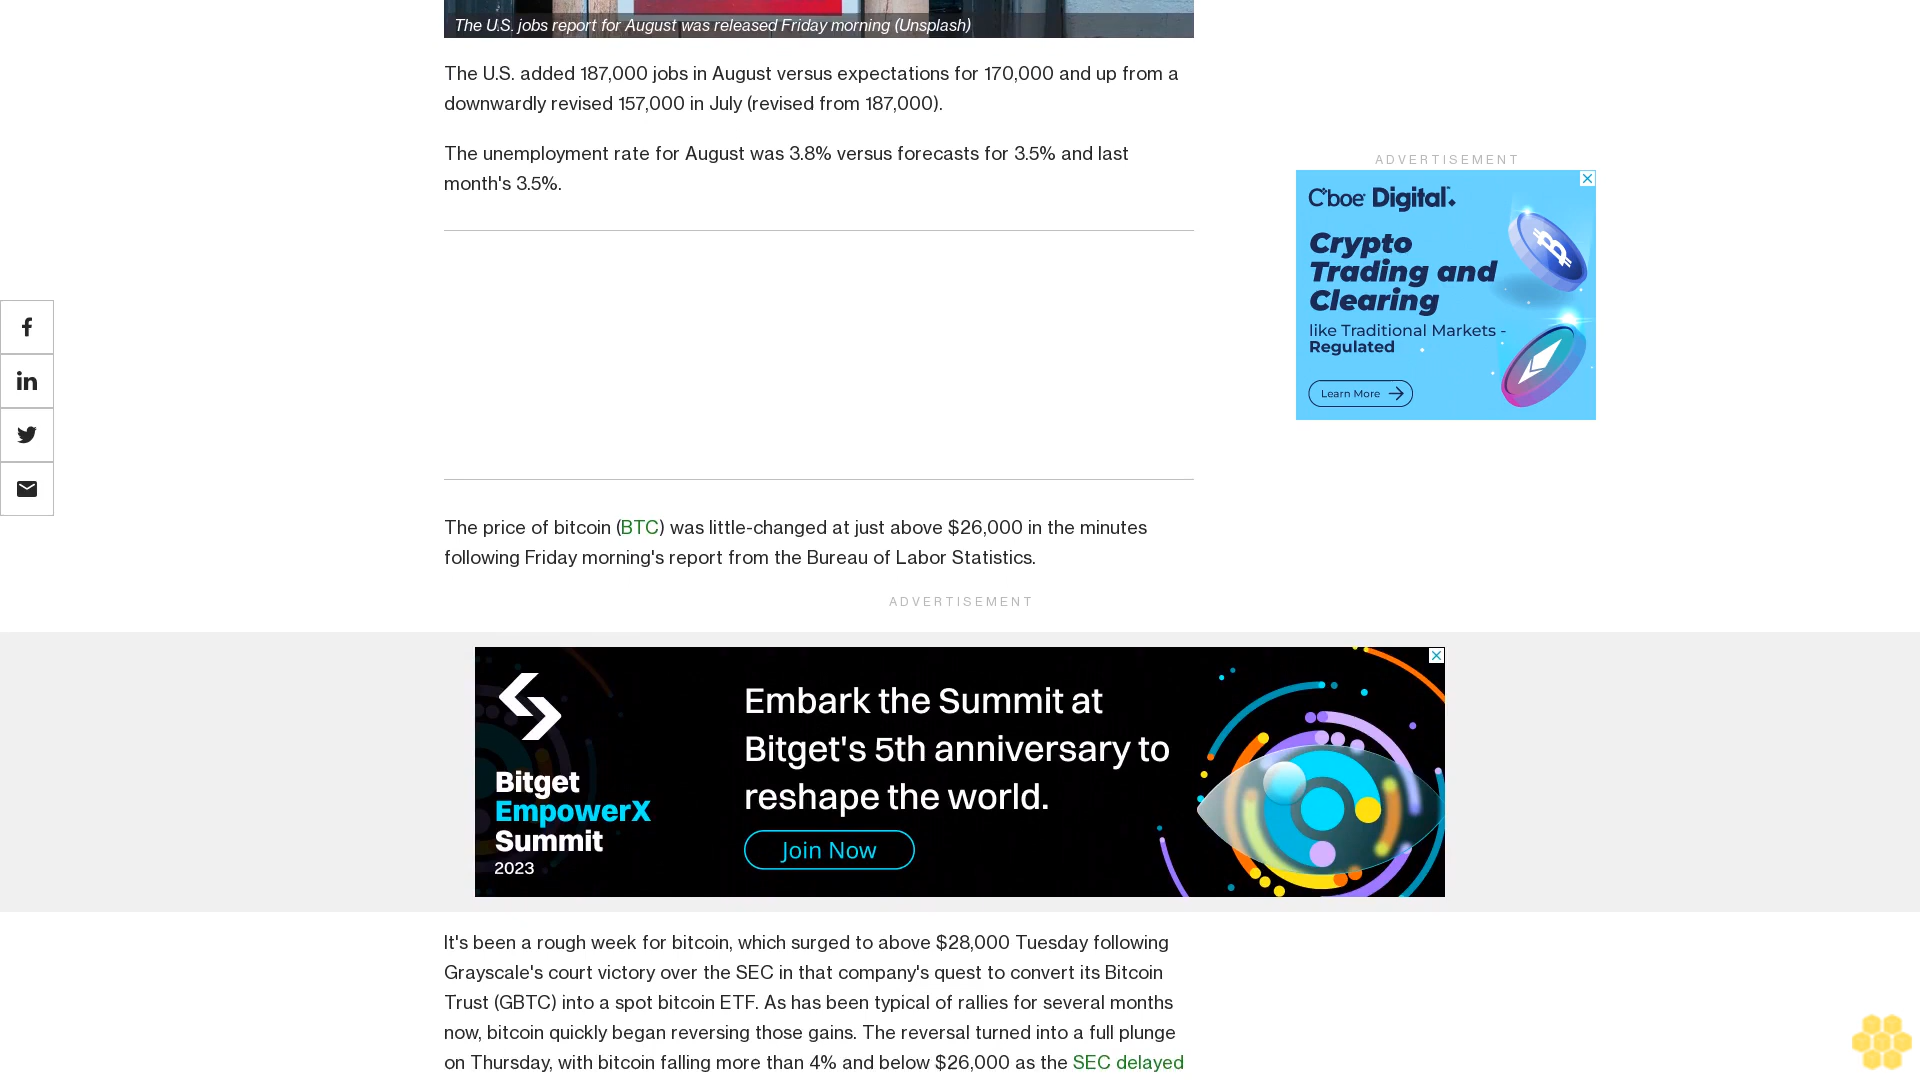 The U.S. jobs report for August was released Friday morning (Unsplash)
The U.S. added 187,000 jobs in August versus expectations for 170,000 and up from a
downwardly revised 157,000 in July (revised from 187,000).
The unemployment rate for August was 3.8% versus forecasts for 3.5% and last
month's 3.5%.
ADVERTISEMENT
Cboe Digital
Crypto
Trading and
Clearing
like Traditional Markets -
Regulated
Learn More
The price of bitcoin (BTC) was little-changed at just above $26,000 in the minutes
following Friday morning's report from the Bureau of Labor Statistics.
ADVERTISEMENT
Bitget
EmpowerX
Summit
2023
Embark the Summit at
Bitget's 5th anniversary to
reshape the world.
Join Now
It's been a rough week for bitcoin, which surged to above $28,000 Tuesday following
Grayscale's court victory over the SEC in that company's quest to convert its Bitcoin
Trust (GBTC) into a spot bitcoin ETF. As has been typical of rallies for several months
now, bitcoin quickly began reversing those gains. The reversal turned into a full plunge
on Thursday, with bitcoin falling more than 4% and below $26,000 as the SEC delayed